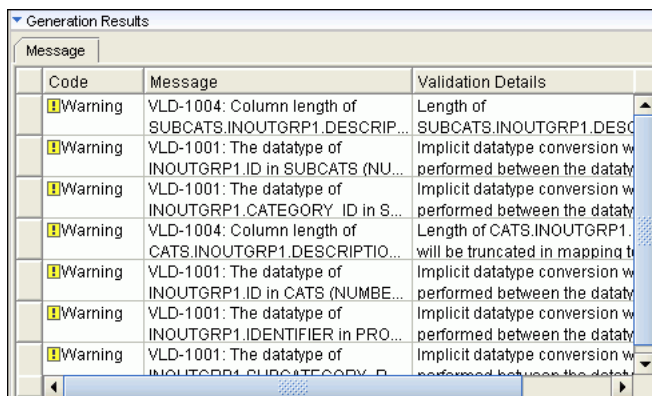 Generation Results
Message
Code Message Validation Details
Warning VLD-1004: Column length of Length of
SUBCATS.INOUTGRP1.DESCRIP... SUBCATS.INOUTGRP1.DESC
Warning VLD-1001: The datatype of Implicit datatype conversion w
INOUTGRP1.ID in SUBCATS (NU... performed between the dataty
Warning VLD-1001: The datatype of Implicit datatype conversion w
INOUTGRP1.CATEGORY_ID in S... performed between the dataty
Warning VLD-1004: Column length of Length of CATS.INOUTGRP1.
CATS.INOUTGRP1.DESCRIPTIO... will be truncated in mapping t
Warning VLD-1001: The datatype of Implicit datatype conversion w
INOUTGRP1.ID in CATS (NUMBE... performed between the dataty
Warning VLD-1001: The datatype of Implicit datatype conversion w
INOUTGRP1.IDENTIFIER in PRO... performed between the dataty
Warning VLD-1001: The datatype of Implicit datatype conversion w
INOUTGRP1.SUBCATEGORY_R... performed between the dataty